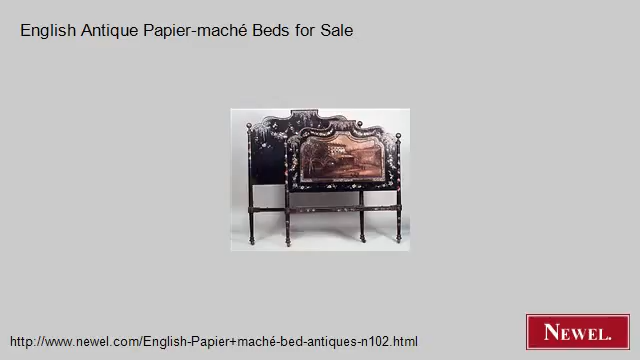 English Antique Papier-maché Beds for Sale
http://www.newel.com/English-Papier+maché-bed-antiques-n102.html
NEWEL.